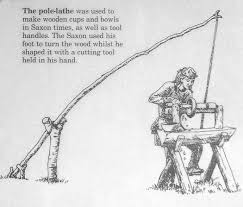 The pole-lathe was used to
make wooden cups and bowls
in Saxon times, as well as tool
handles. The Saxon used his
foot to turn the wood whilst he
shaped it with a cutting tool
held in his hand.